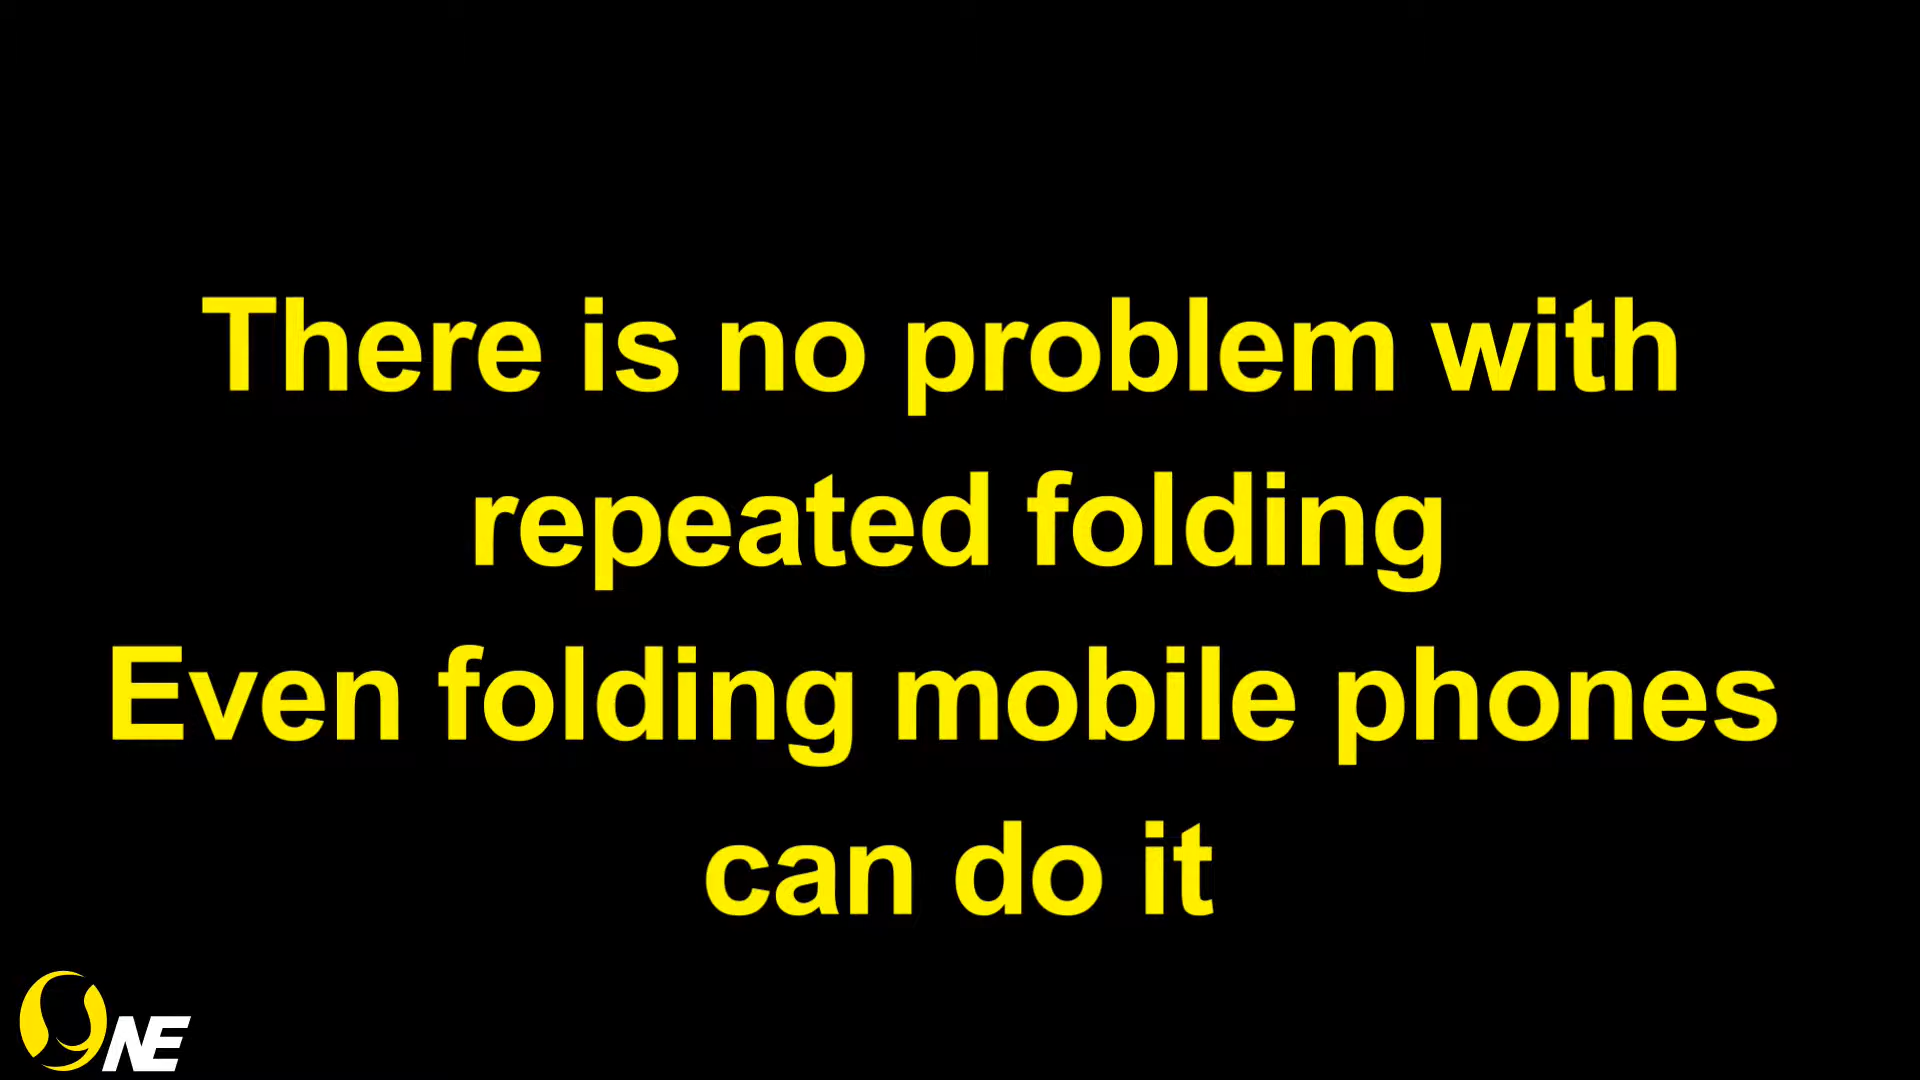 There is no problem with
repeated folding
Even folding mobile phones
can do it
ONE